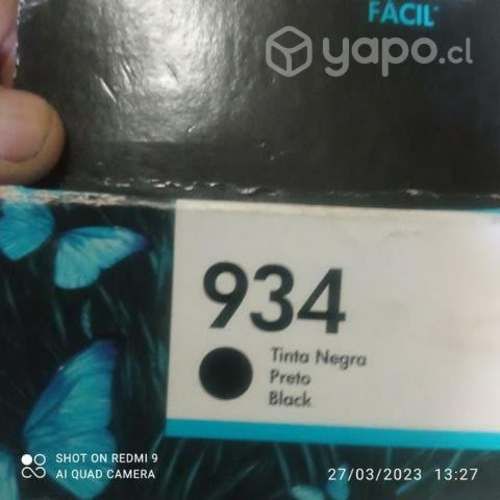 FÁCIL
yapo.cl
934
Tinta Negra
Preto
Black
SHOT ON REDMI 9
AI QUAD CAMERA
27/03/2023 13:27